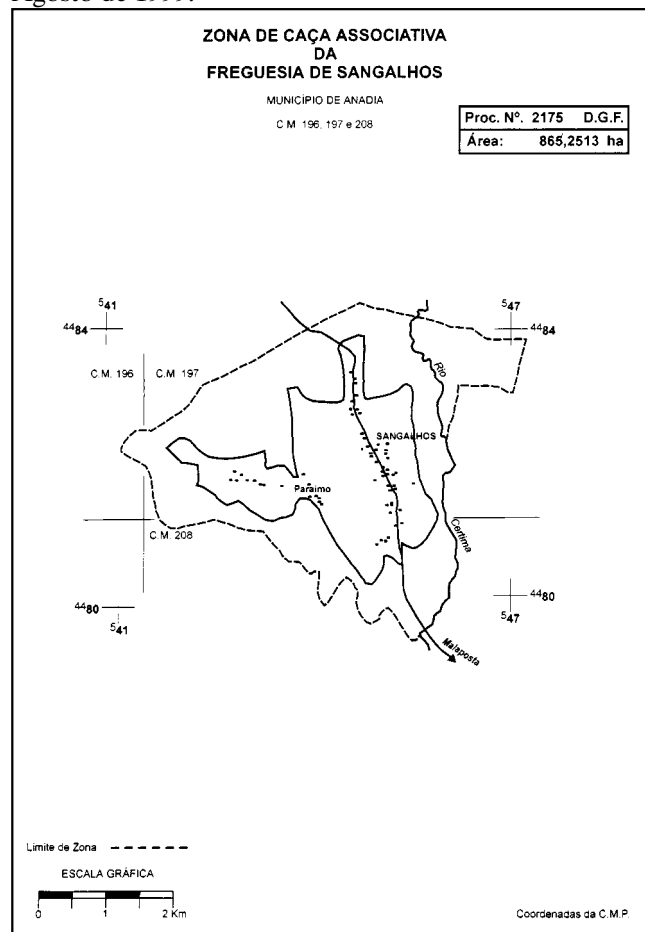 Agosto de 1999.
ZONA DE CAÇA ASSOCIATIVA
DA
FREGUESIA DE SANGALHOS
MUNICÍPIO DE ANADIA
C M 196, 197 e 208
Proc. Nº. 2175 D.G.F.
Área: 865,2513 ha
541
547
4484
4484
C.M. 196
C.M 197
Rio
SANGALHOS
Paraimo
Certima
C.M. 208
4480
4480
541
547
Malaposta
Limite de Zona
ESCALA GRÁFICA
0 1 2 Km
Coordenadas da C.M.P.